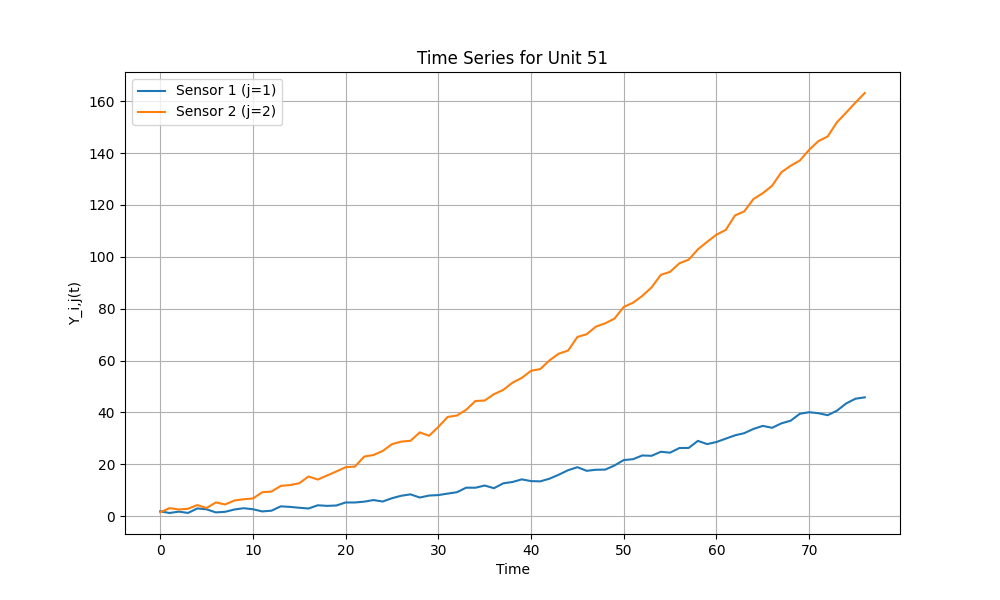 Time Series for Unit 51
Sensor 1 (j=1)
Sensor 2 (j=2)
160
140
120
100
80
60
40
20
0
Y_i,j(t)
0 10 20 30 40 50 60 70
Time